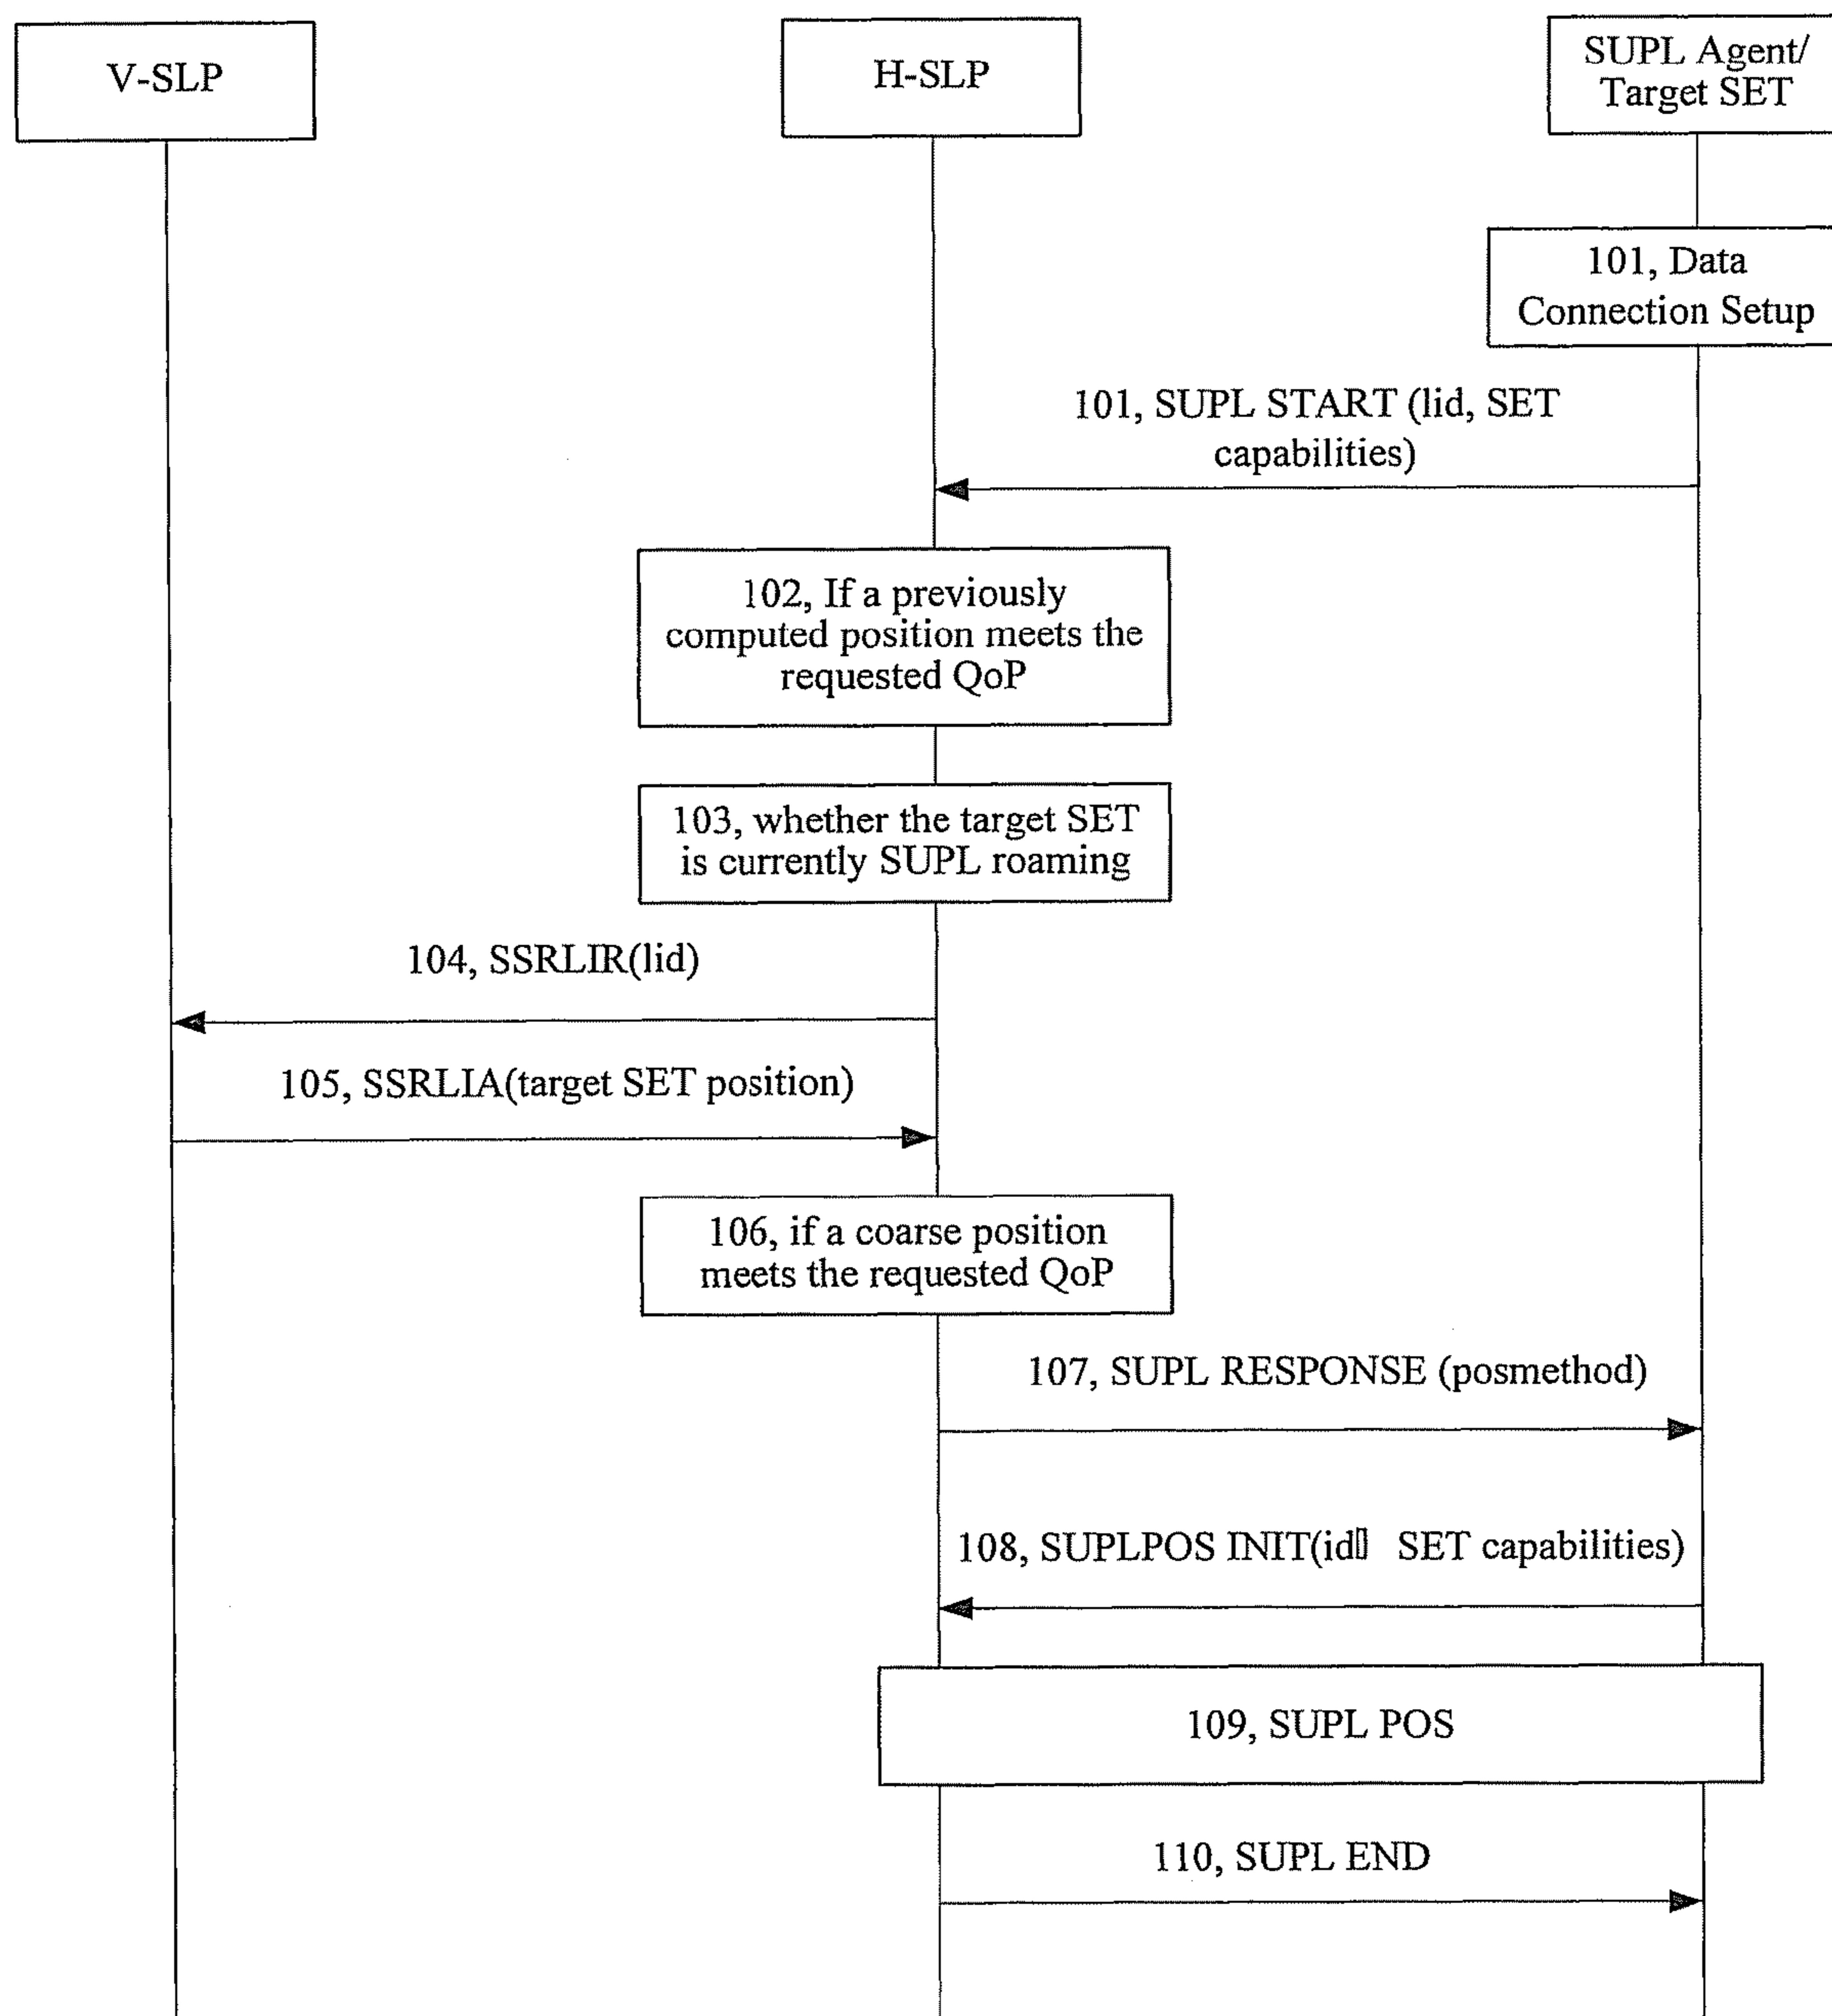 V-SLP
H-SLP
SUPL Agent/
Target SET
101, Data
Connection Setup
101, SUPL START (lid, SET
capabilities)
102, If a previously
computed position meets the
requested QoP
103, whether the target SET
is currently SUPL roaming
104, SSRLIR(lid)
105, SSRLIA(target SET position)
106, if a coarse position
meets the requested QoP
107, SUPL RESPONSE (posmethod)
108, SUPLPOS INIT(id▯ SET capabilities)
109, SUPL POS
110, SUPL END